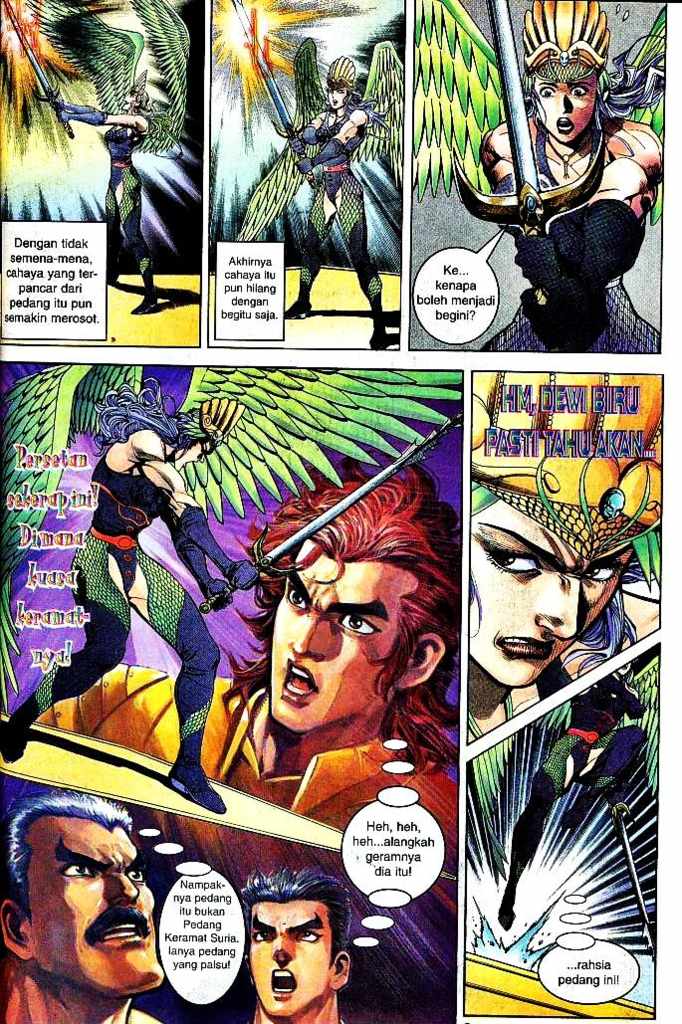 Dengan tidak
semena-mena,
cahaya yang ter-
pancar dari
pedang itu pun
semakin merosot.
Akhirnya
cahaya itu
pun hilang
dengan
begitu saja.
Ke...
kenapa
boleh menjadi
begini?
Persetan
sekerap ini!
Di mana
kuasa
keramat-
nya!
Heh, heh,
heh...alangkah
geramnya
dia itu!
Nampak-
nya pedang
itu bukan
Pedang
Keramat Suria.
Ianya pedang
yang palsu!
HM, DEWI BIRU
PASTI TAHU AKAN...
...rahsia
pedang ini!